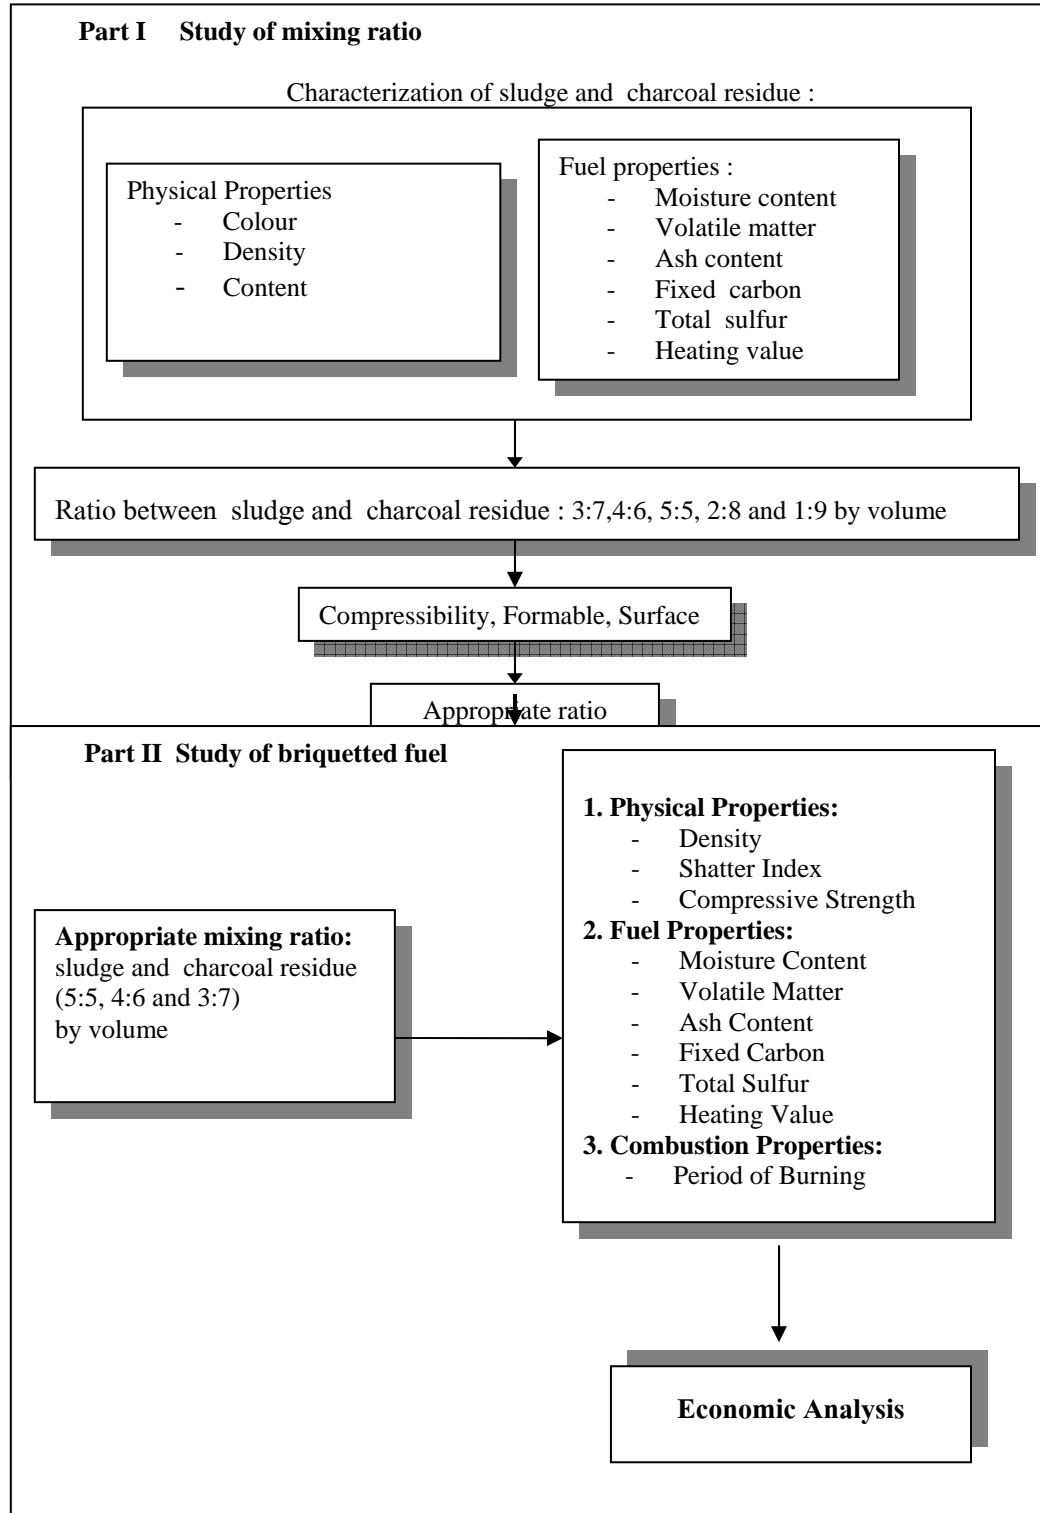 Part I Study of mixing ratio
Characterization of sludge and charcoal residue :
Physical Properties
- Colour
- Density
- Content
Fuel properties :
- Moisture content
- Volatile matter
- Ash content
- Fixed carbon
- Total sulfur
- Heating value
Ratio between sludge and charcoal residue : 3:7,4:6, 5:5, 2:8 and 1:9 by volume
Compressibility, Formable, Surface
Appropriate ratio
Part II Study of briquetted fuel
Appropriate mixing ratio:
sludge and charcoal residue
(5:5, 4:6 and 3:7)
by volume
1. Physical Properties:
- Density
- Shatter Index
- Compressive Strength
2. Fuel Properties:
- Moisture Content
- Volatile Matter
- Ash Content
- Fixed Carbon
- Total Sulfur
- Heating Value
3. Combustion Properties:
- Period of Burning
Economic Analysis